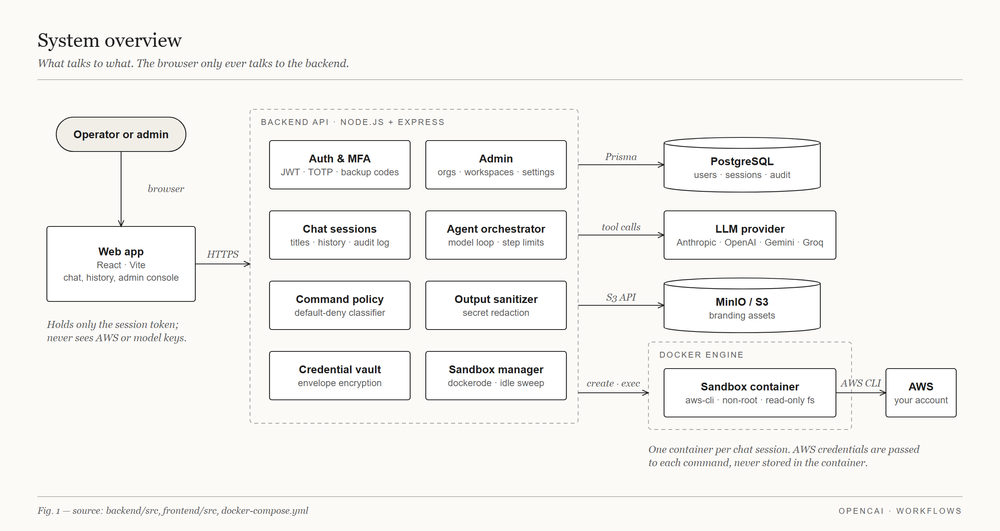 System overview
What talks to what. The browser only ever talks to the backend.
Operator or admin
browser
Web app
React · Vite
chat, history, admin console
Holds only the session token;
never sees AWS or model keys.
HTTPS
BACKEND API · NODE.JS + EXPRESS
Auth & MFA
JWT · TOTP · backup codes
Admin
orgs · workspaces · settings
Chat sessions
titles · history · audit log
Agent orchestrator
model loop · step limits
Command policy
default-deny classifier
Output sanitizer
secret redaction
Credential vault
envelope encryption
Sandbox manager
dockerode · idle sweep
Prisma
PostgreSQL
users · sessions · audit
tool calls
LLM provider
Anthropic · OpenAI · Gemini · Groq
S3 API
MinIO / S3
branding assets
create · exec
DOCKER ENGINE
Sandbox container
aws-cli · non-root · read-only fs
AWS CLI
AWS
your account
One container per chat session. AWS credentials are passed
to each command, never stored in the container.
Fig. 1 — source: backend/src, frontend/src, docker-compose.yml
OPENCAI · WORKFLOWS